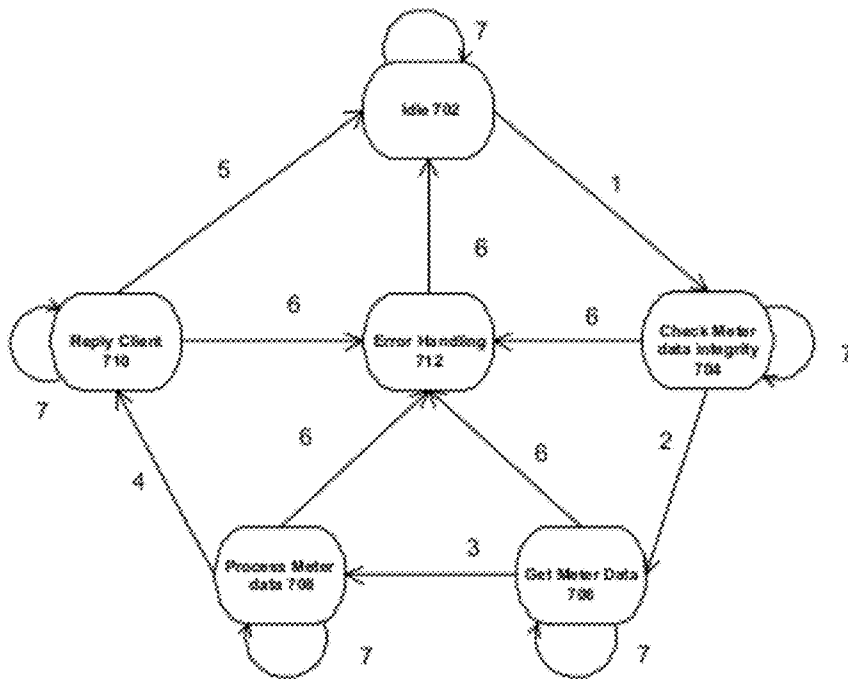 7
Idle 702
5
1
6
Reply Client
710
6
Error Handling
712
6
Check Meter
data integrity
704
7
7
6
6
2
4
3
Process Meter
data 708
Get Meter Data
706
7
7